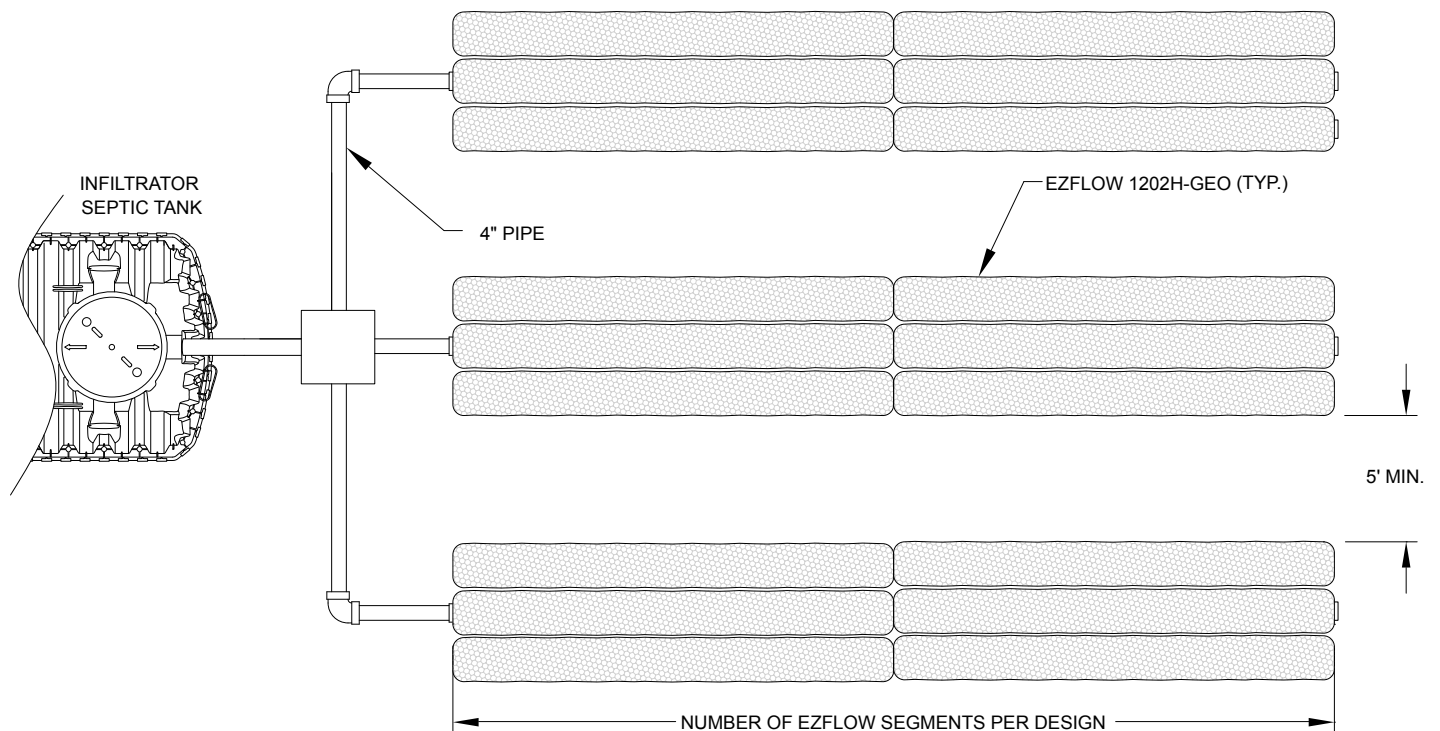 INFILTRATOR
SEPTIC TANK
EZFLOW 1202H-GEO (TYP.)
4" PIPE
5' MIN.
NUMBER OF EZFLOW SEGMENTS PER DESIGN